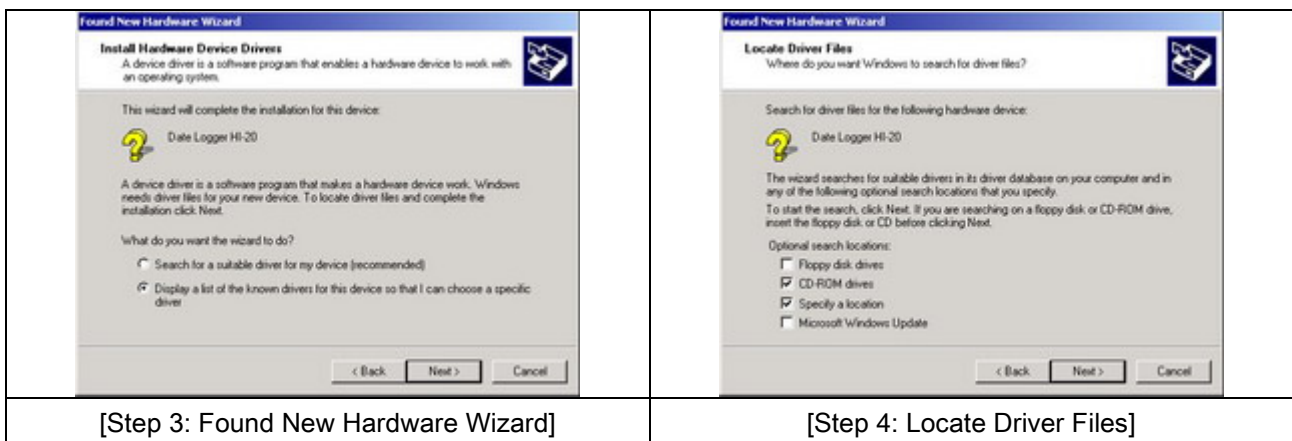 Found New Hardware Wizard
Install Hardware Device Drivers
A device driver is a software program that enables a hardware device to work with
an operating system.
This wizard will complete the installation for this device:
Date Logger HI-20
A device driver is a software program that makes a hardware device work. Windows
needs driver files for your new device. To locate driver files and complete the
installation click Next.
What do you want the wizard to do?
Search for a suitable driver for my device (recommended)
Display a list of the known drivers for this device so that I can choose a specific
driver
< Back
Next >
Cancel
[Step 3: Found New Hardware Wizard]
Found New Hardware Wizard
Locate Driver Files
Where do you want Windows to search for driver files?
Search for driver files for the following hardware device:
Date Logger HI-20
The wizard searches for suitable drivers in its driver database on your computer and in
any of the following optional search locations that you specify.
To start the search, click Next. If you are searching on a floppy disk or CD-ROM drive,
insert the floppy disk or CD before clicking Next.
Optional search locations:
Floppy disk drives
CD-ROM drives
Specify a location
Microsoft Windows Update
< Back
Next >
Cancel
[Step 4: Locate Driver Files]